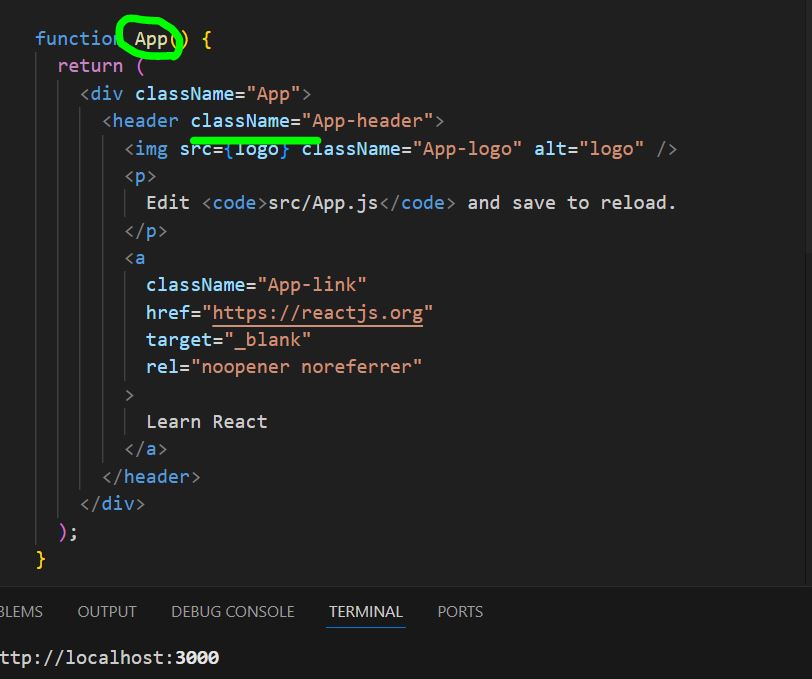 function App() {
return (
<div className="App">
<header className="App-header">
<img src={logo} className="App-logo" alt="logo" />
<p>
Edit <code>src/App.js</code> and save to reload.
</p>
<a
className="App-link"
href="https://reactjs.org"
target="_blank"
rel="noopener noreferrer"
>
Learn React
</a>
</header>
</div>
);
}
BLEMS OUTPUT DEBUG CONSOLE TERMINAL PORTS
ttp://localhost:3000